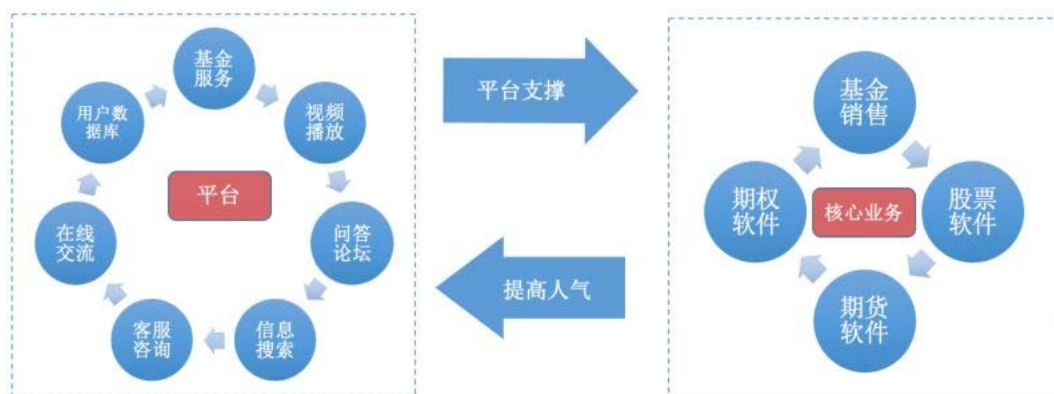 基金
服务
视频
播放
问答
论坛
信息
搜索
客服
咨询
在线
交流
用户数
据库
平台
平台支撑
提高人气
基金
销售
股票
软件
期货
软件
期权
软件
核心业务